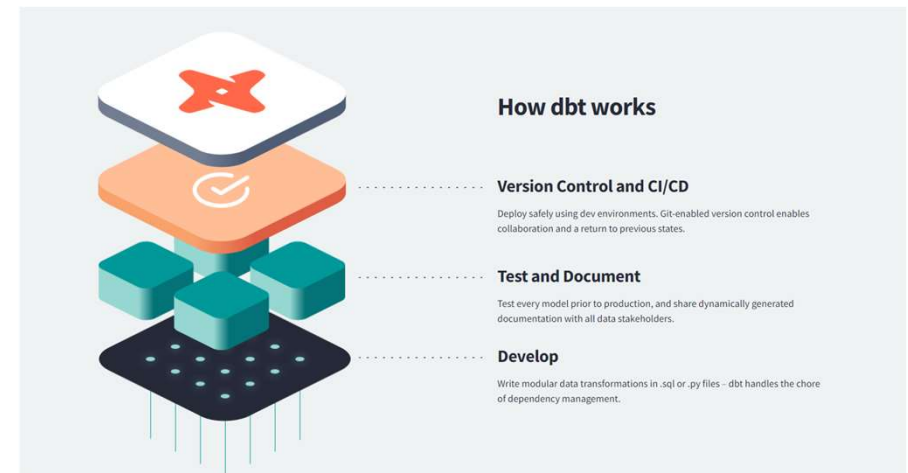 How dbt works
Version Control and CI/CD
Deploy safely using dev environments. Git-enabled version control enables
collaboration and a return to previous states.
Test and Document
Test every model prior to production, and share dynamically generated
documentation with all data stakeholders.
Develop
Write modular data transformations in .sql or .py files – dbt handles the chore
of dependency management.